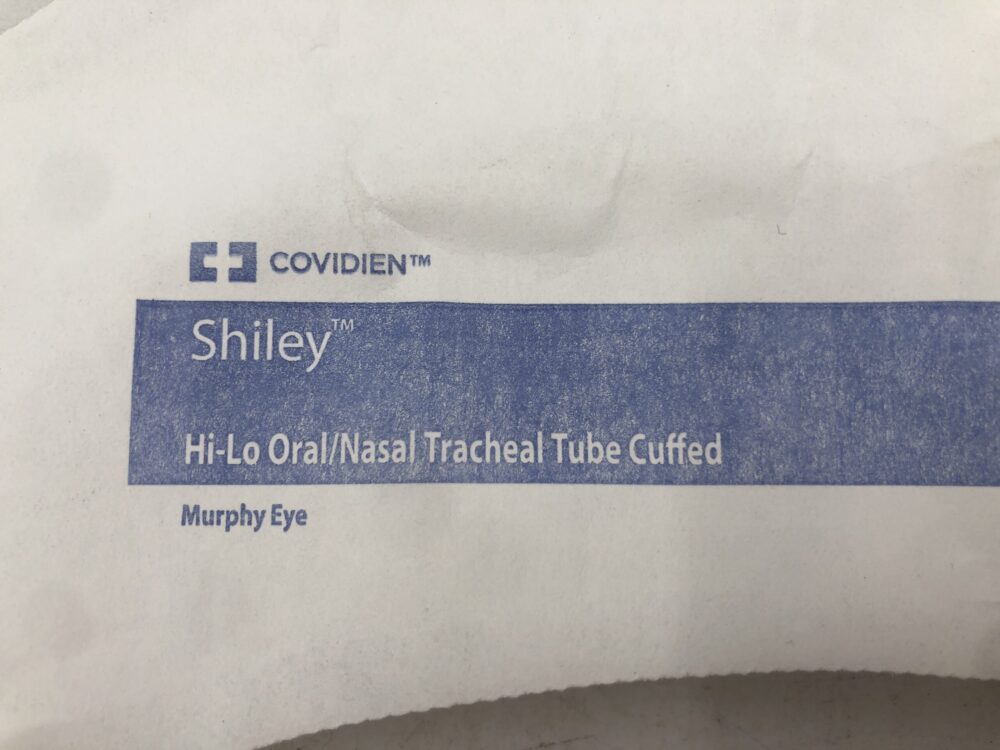 COVIDIEN™
Shiley™
Hi-Lo Oral/Nasal Tracheal Tube Cuffed
Murphy Eye